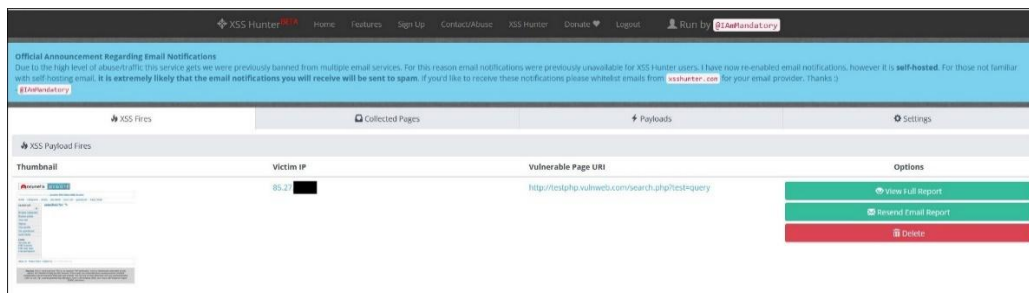 XSS Hunter BETA Home Features Sign Up Contact/Abuse XSS Hunter Donate Logout Run by @IAmMandatory
Official Announcement Regarding Email Notifications
Due to the high level of abuse/traffic this service gets we were previously banned from multiple email services. For this reason email notifications were previously unavailable for XSS Hunter users. I have now re-enabled email notifications, however it is self-hosted. For those not familiar
with self-hosting email, it is extremely likely that the email notifications you will receive will be sent to spam. If you'd like to receive these notifications please whitelist emails from xsshunter.com for your email provider. Thanks :)
- @IAmMandatory
XSS Fires Collected Pages Payloads Settings
XSS Payload Fires
Thumbnail Victim IP Vulnerable Page URI Options
85.27 http://testphp.vulnweb.com/search.php?test=query View Full Report
Resend Email Report
Delete